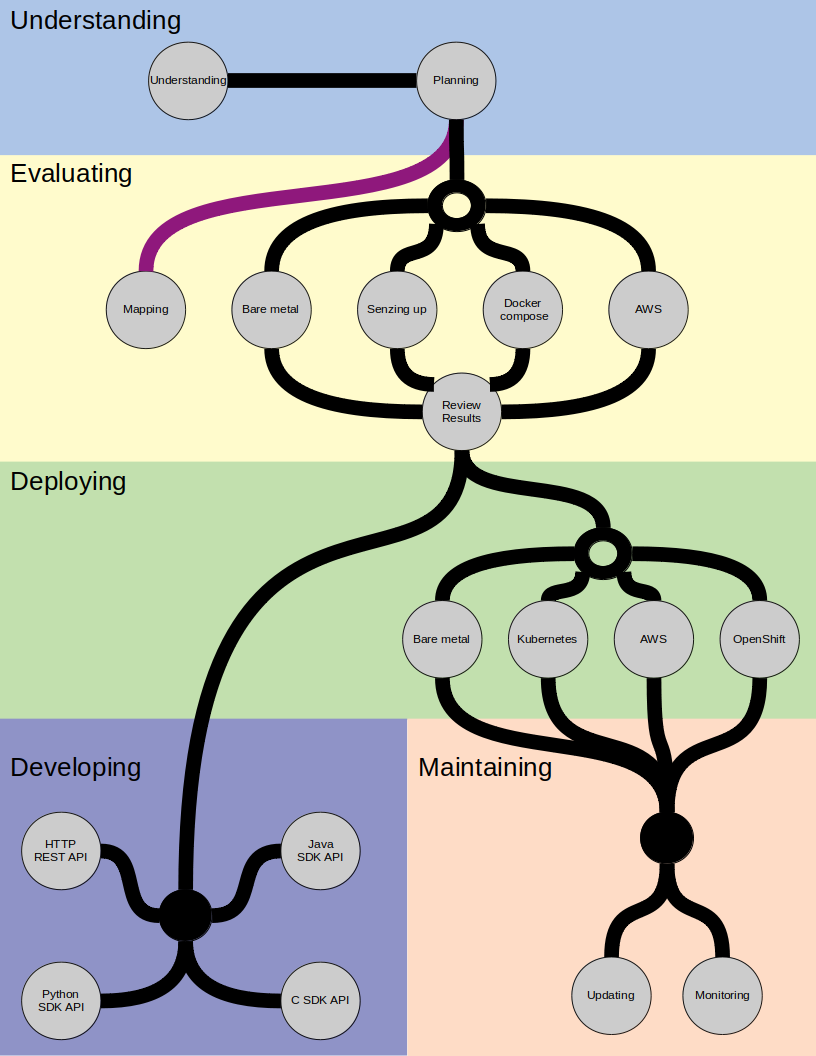 Understanding
Understanding
Planning
Evaluating
Mapping
Bare metal
Senzing up
Docker
compose
AWS
Review
Results
Deploying
Bare metal
Kubernetes
AWS
OpenShift
Developing
Maintaining
HTTP
REST API
Java
SDK API
Python
SDK API
C SDK API
Updating
Monitoring